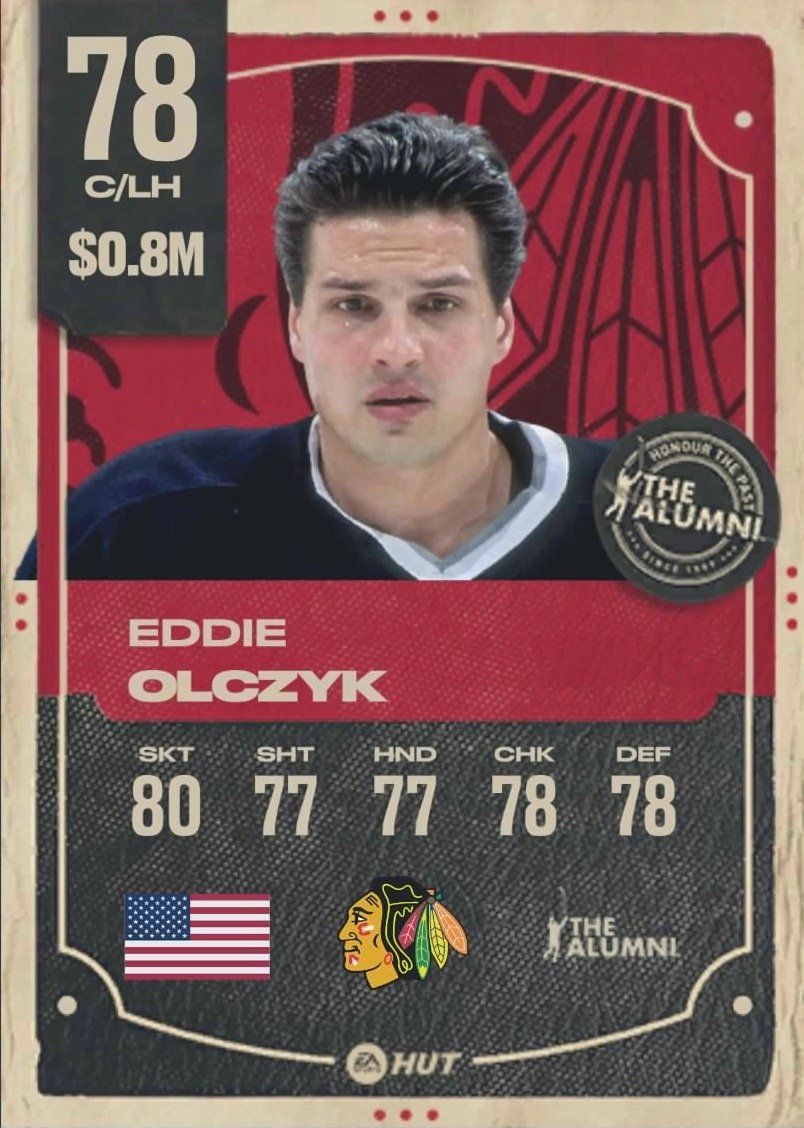 78
C/LH
$0.8M
HONOUR THE PAST
THE
ALUMNI
EDDIE
OLCZYK
SKT SHT HND CHK DEF
80 77 77 78 78
THE
ALUMNI
EA
HUT